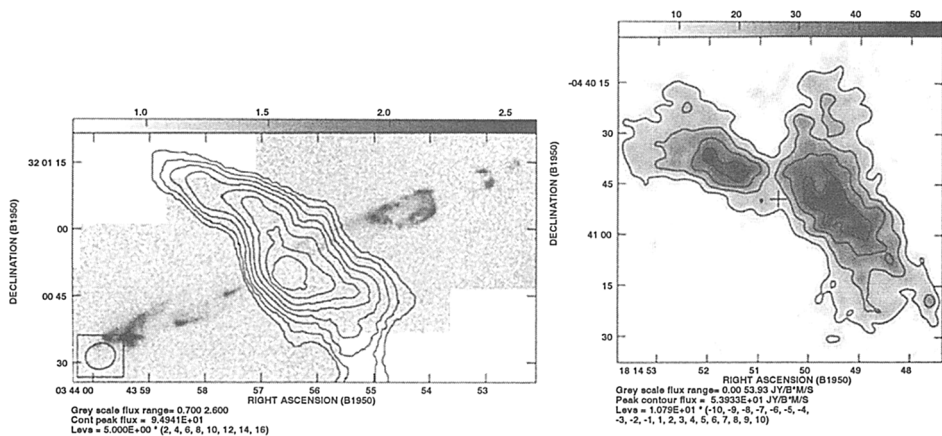 1.0 1.5 2.0 2.5
32 01 15
00
00 45
30
DECLINATION (B1950)
03 44 00 43 59 58 57 56 55 54 53
RIGHT ASCENSION (B1950)
Grey scale flux range= 0.700 2.600
Cont peak flux = 9.4941E+01
Levs = 5.000E+00 * (2, 4, 6, 8, 10, 12, 14, 16)
10 20 30 40 50
-04 40 15
30
45
41 00
15
30
DECLINATION (B1950)
18 14 53 52 51 50 49 48
RIGHT ASCENSION (B1950)
Grey scale flux range= 0.00 53.93 JY/B*M/S
Peak contour flux = 5.3933E+01 JY/B*M/S
Levs = 1.079E+01 * (-10, -9, -8, -7, -6, -5, -4,
-3, -2, -1, 1, 2, 3, 4, 5, 6, 7, 8, 9, 10)